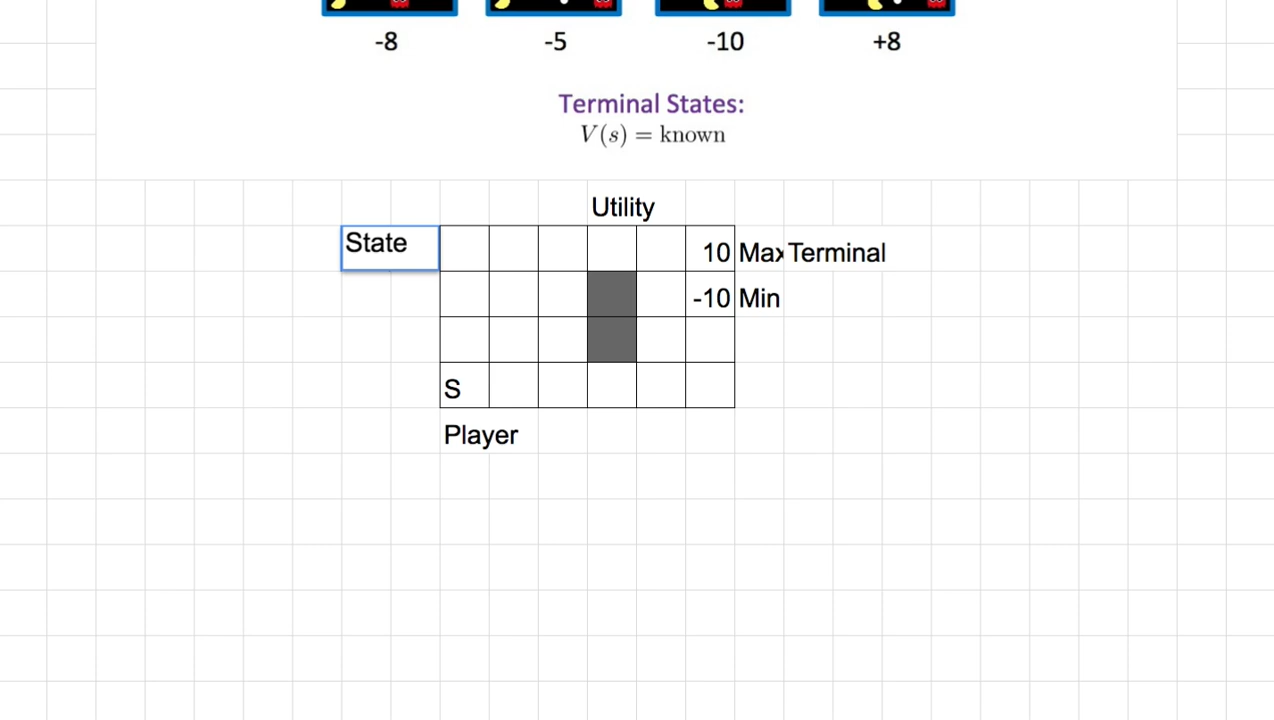 -8 -5 -10 +8
Terminal States:
V(s) = known
Utility
State 10 Max Terminal
-10 Min
S
Player